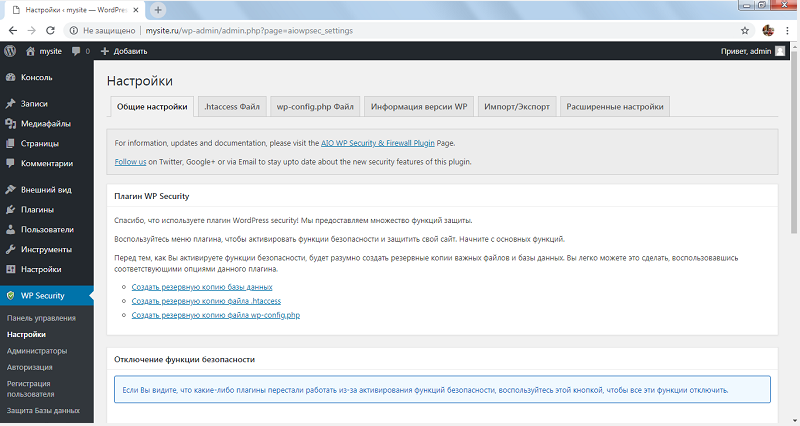 Настройки ‹ mysite — WordPress
Не защищено | mysite.ru/wp-admin/admin.php?page=aiowpsec_settings
mysite 0 + Добавить Привет, admin
Консоль
Записи
Медиафайлы
Страницы
Комментарии
Внешний вид
Плагины
Пользователи
Инструменты
Настройки
WP Security
Панель управления
Настройки
Администраторы
Авторизация
Регистрация
пользователя
Защита Базы данных
Настройки
Общие настройки .htaccess Файл wp-config.php Файл Информация версии WP Импорт/Экспорт Расширенные настройки
For information, updates and documentation, please visit the AIO WP Security & Firewall Plugin Page.
Follow us on Twitter, Google+ or via Email to stay upto date about the new security features of this plugin.
Плагин WP Security
Спасибо, что используете плагин WordPress security! Мы предоставляем множество функций защиты.
Воспользуйтесь меню плагина, чтобы активировать функции безопасности и защитить свой сайт. Начните с основных функций.
Перед тем, как Вы активируете функции безопасности, будет разумно создать резервные копии важных файлов и базы данных. Вы легко можете это сделать, воспользовавшись
соответствующими опциями данного плагина.
Создать резервную копию базы данных
Создать резервную копию файла .htaccess
Создать резервную копию файла wp-config.php
Отключение функции безопасности
Если Вы видите, что какие-либо плагины перестали работать из-за активирования функций безопасности, воспользуйтесь этой кнопкой, чтобы все эти функции отключить.